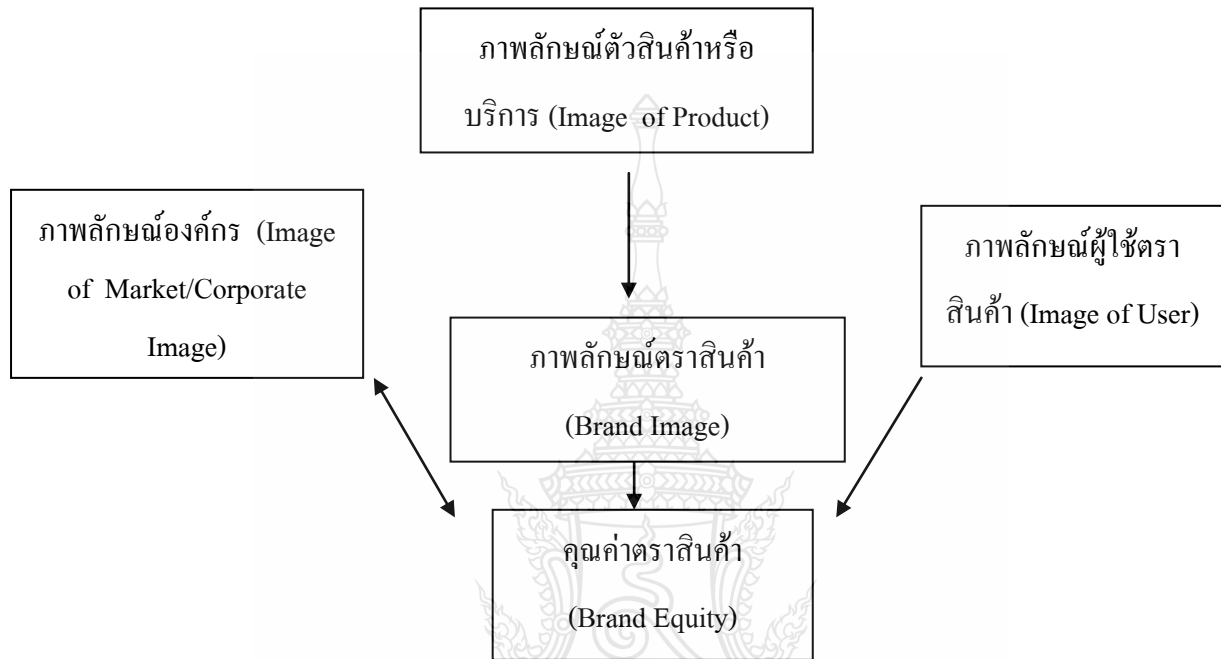 ภาพลักษณ์ตัวสินค้าหรือ
บริการ (Image of Product)
ภาพลักษณ์องค์กร (Image
of Market/Corporate
Image)
ภาพลักษณ์ผู้ใช้ตรา
สินค้า (Image of User)
ภาพลักษณ์ตราสินค้า
(Brand Image)
คุณค่าตราสินค้า
(Brand Equity)